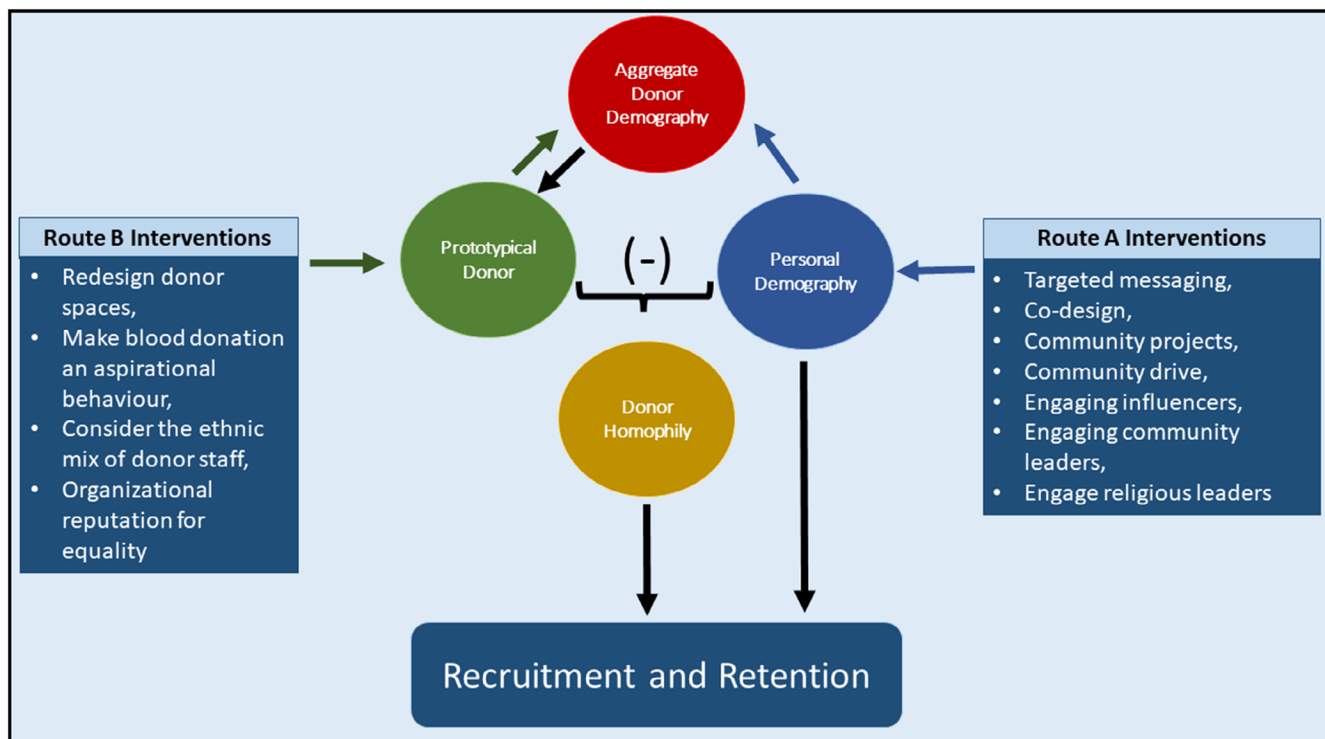 Aggregate
Donor
Demography
Route B Interventions
• Redesign donor
spaces,
• Make blood donation
an aspirational
behaviour,
• Consider the ethnic
mix of donor staff,
• Organizational
reputation for
equality
Prototypical
Donor
(-)
Personal
Demography
Route A Interventions
• Targeted messaging,
• Co-design,
• Community projects,
• Community drive,
• Engaging influencers,
• Engaging community
leaders,
• Engage religious leaders
Donor
Homophily
Recruitment and Retention